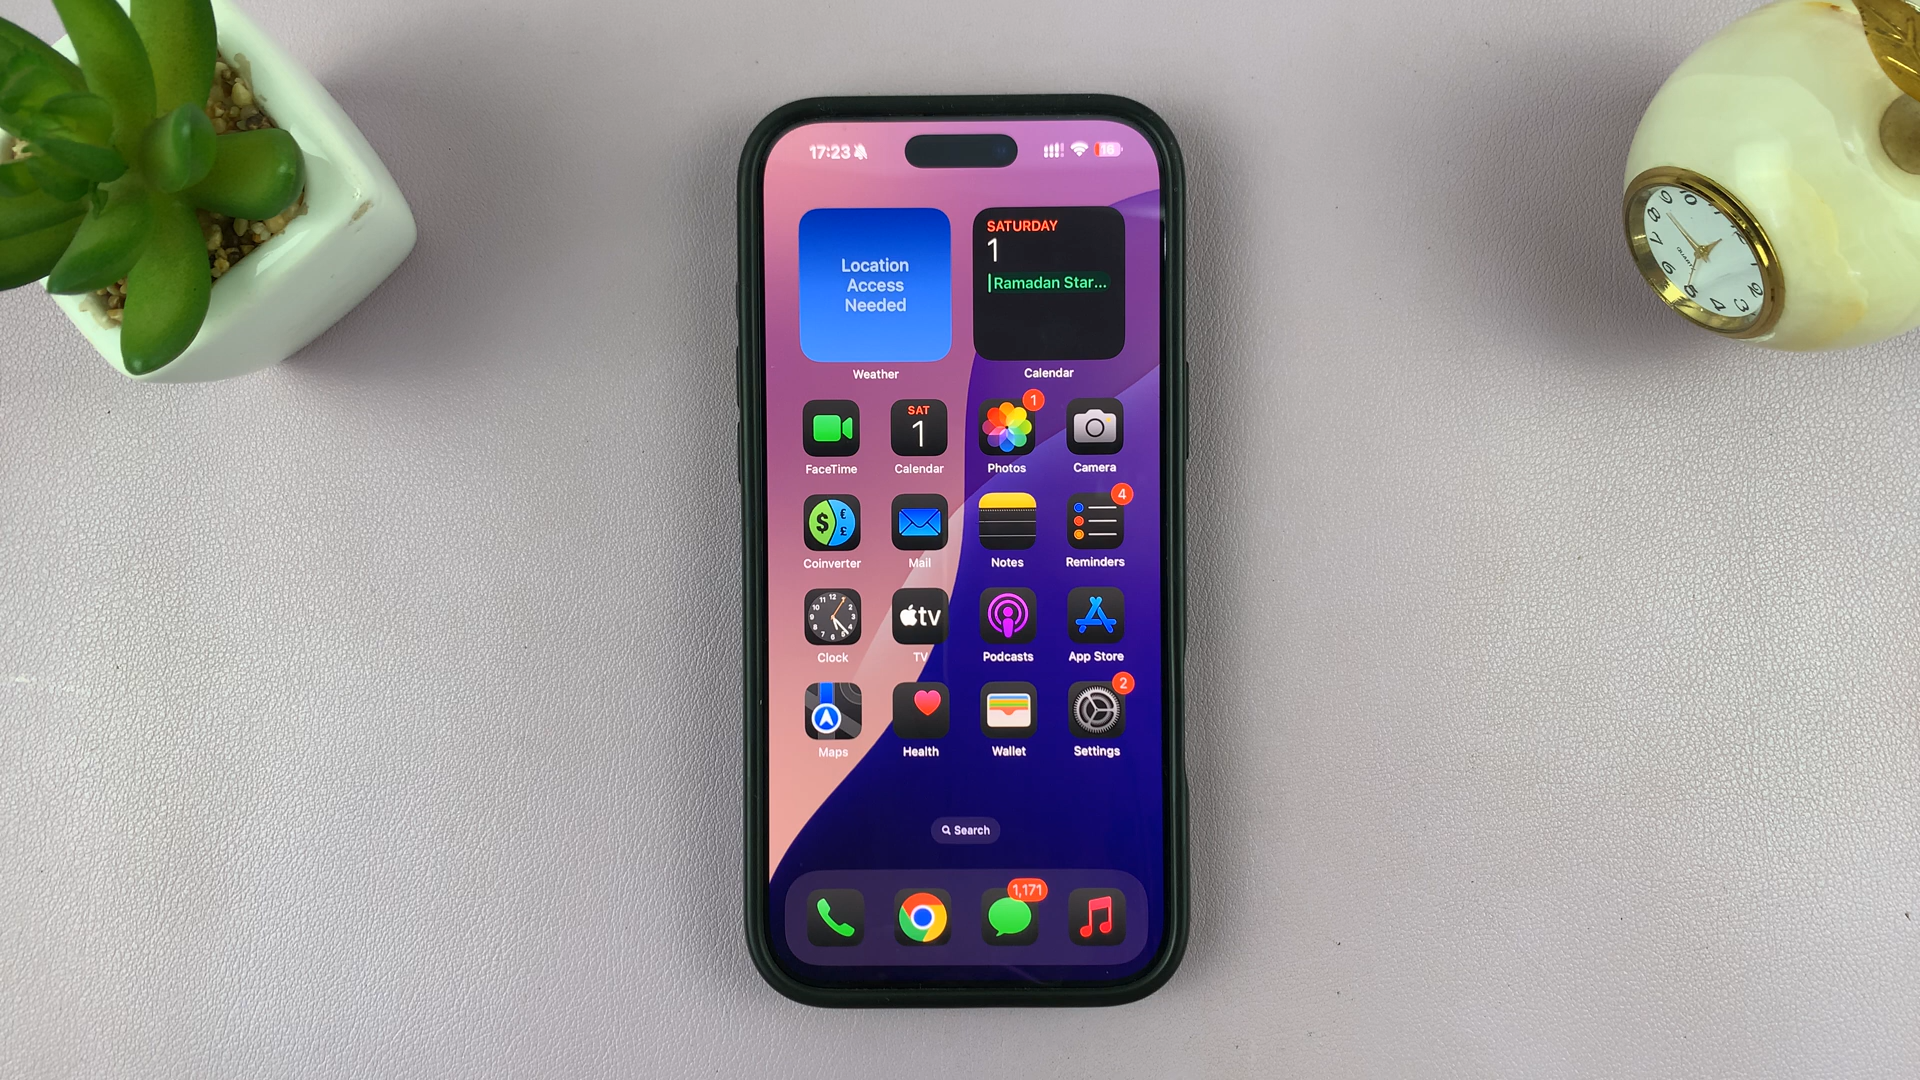 17:23
16
Location
Access
Needed
Weather
SATURDAY
1
Ramadan Star...
Calendar
FaceTime
SAT
1
Calendar
1
Photos
Camera
$ € £
Coinverter
Mail
Notes
4
Reminders
Clock
tv
TV
Podcasts
App Store
Maps
Health
Wallet
2
Settings
Search
1,171